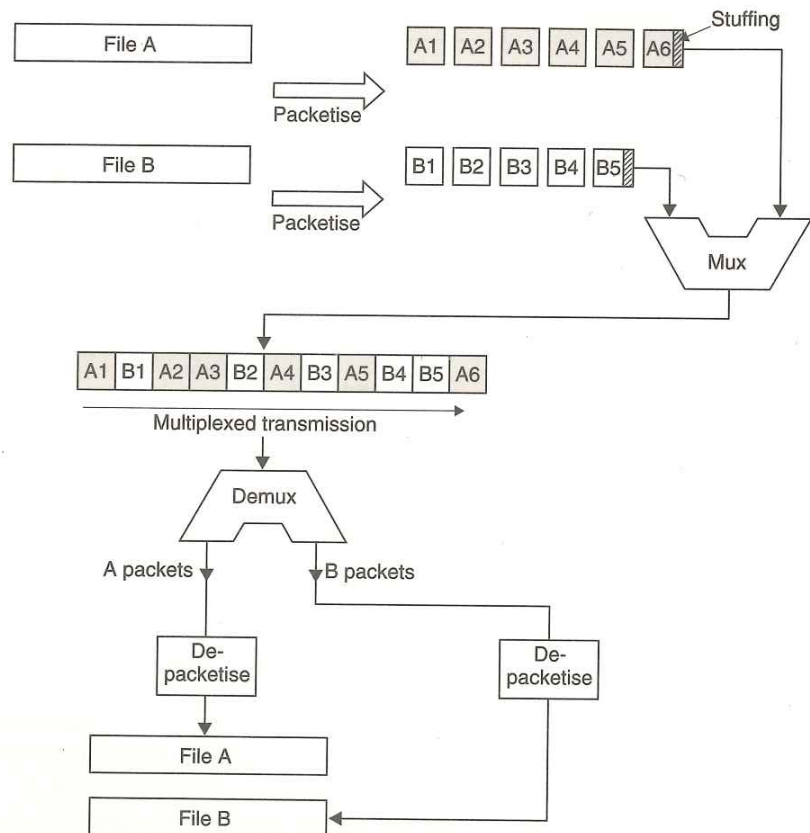 Stuffing
File A
A1 A2 A3 A4 A5 A6
Packetise
File B
B1 B2 B3 B4 B5
Packetise
Mux
A1 B1 A2 A3 B2 A4 B3 A5 B4 B5 A6
Multiplexed transmission
Demux
A packets
B packets
De-
packetise
De-
packetise
File A
File B